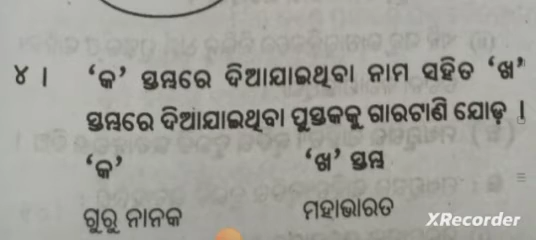 ୪ । ‘କ’ ସ୍ତମ୍ଭରେ ଦିଆଯାଇଥିବା ନାମ ସହିତ ‘ଖ’
ସ୍ତମ୍ଭରେ ଦିଆଯାଇଥିବା ପୁସ୍ତକକୁ ଗାରଟାଣି ଯୋଡ଼ ।
‘କ’ ‘ଖ’ ସ୍ତମ୍ଭ
ଗୁରୁ ନାନକ ମହାଭାରତ
XRecorder